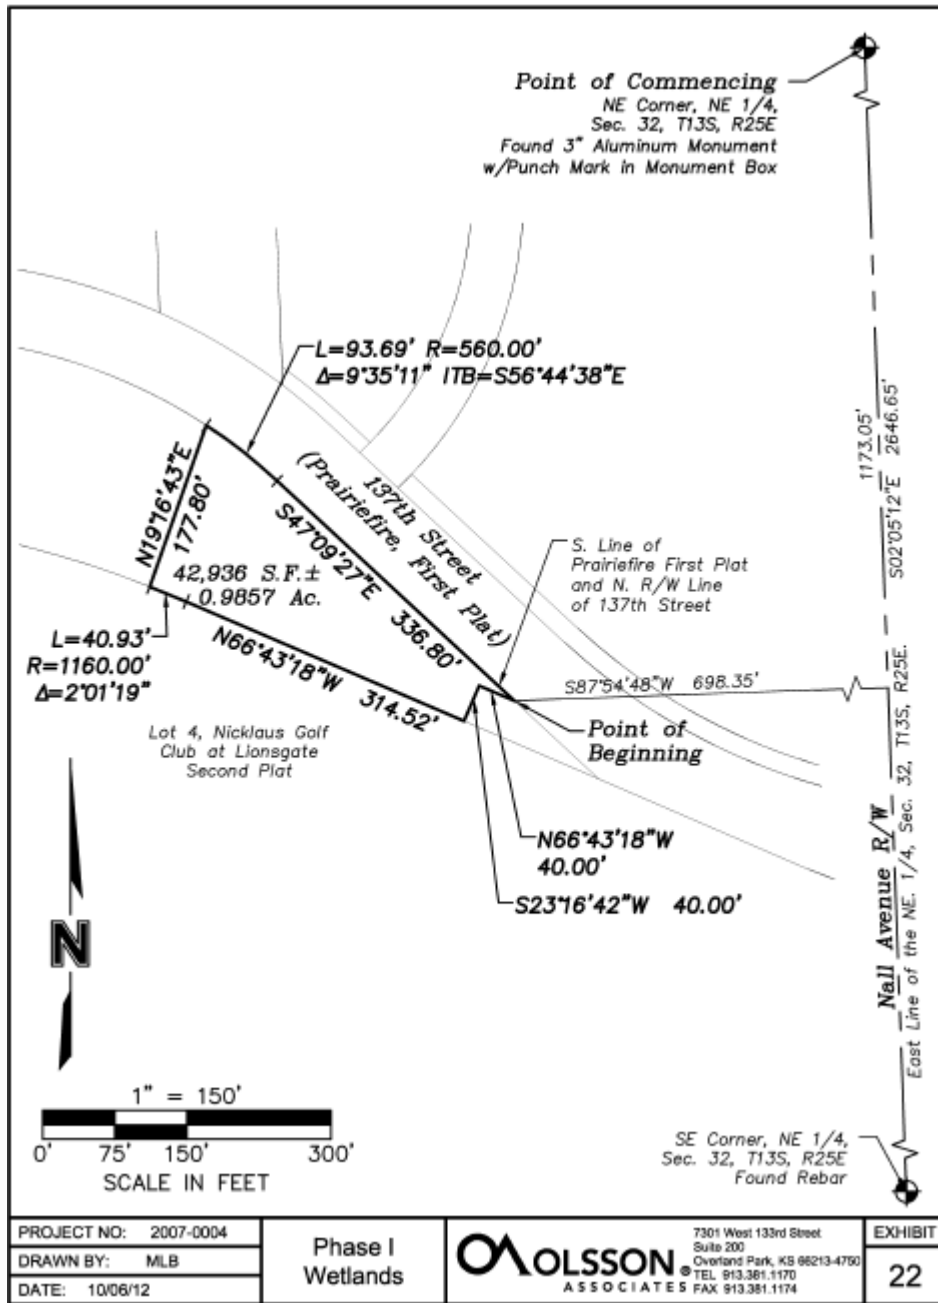 Point of Commencing
NE Corner, NE 1/4,
Sec. 32, T13S, R25E
Found 3" Aluminum Monument
w/Punch Mark in Monument Box
L=93.69' R=560.00'
Δ=9°35'11" ITB=S56°44'38"E
1173.05'
S02°05'12"E 2646.65'
137th Street
(Prairiefire, First Plat)
N19°16'43"E
177.80'
S47°09'27"E 336.80'
S. Line of
Prairiefire First Plat
and N. R/W Line
of 137th Street
42,936 S.F.±
0.9857 Ac.
L=40.93'
R=1160.00'
Δ=2°01'19"
N66°43'18"W 314.52'
S87°54'48"W 698.35'
Point of
Beginning
Lot 4, Nicklaus Golf
Club at Lionsgate
Second Plat
N66°43'18"W
40.00'
S23°16'42"W 40.00'
Nall Avenue R/W
East Line of the NE. 1/4, Sec. 32, T13S, R25E.
N
1" = 150'
0' 75' 150' 300'
SCALE IN FEET
SE Corner, NE 1/4,
Sec. 32, T13S, R25E
Found Rebar
PROJECT NO: 2007-0004
DRAWN BY: MLB
DATE: 10/06/12
Phase I
Wetlands
OLSSON
ASSOCIATES
7301 West 133rd Street
Suite 200
Overland Park, KS 66213-4750
TEL 913.381.1170
FAX 913.381.1174
EXHIBIT
22